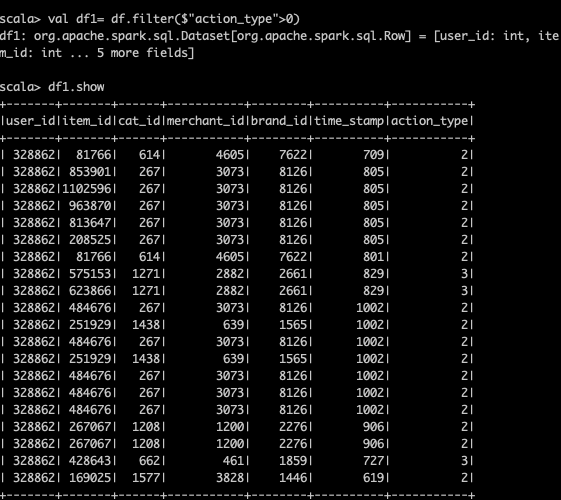 scala> val df1= df.filter($"action_type">0)
df1: org.apache.spark.sql.Dataset[org.apache.spark.sql.Row] = [user_id: int, ite
m_id: int ... 5 more fields]
scala> df1.show
+-------+-------+------+-----------+--------+----------+-----------+
|user_id|item_id|cat_id|merchant_id|brand_id|time_stamp|action_type|
+-------+-------+------+-----------+--------+----------+-----------+
| 328862|  81766|   614|       4605|    7622|       709|          2|
| 328862| 853901|   267|       3073|    8126|       805|          2|
| 328862|1102596|   267|       3073|    8126|       805|          2|
| 328862| 963870|   267|       3073|    8126|       805|          2|
| 328862| 813647|   267|       3073|    8126|       805|          2|
| 328862| 208525|   267|       3073|    8126|       805|          2|
| 328862|  81766|   614|       4605|    7622|       801|          2|
| 328862| 575153|  1271|       2882|    2661|       829|          3|
| 328862| 623866|  1271|       2882|    2661|       829|          3|
| 328862| 484676|   267|       3073|    8126|      1002|          2|
| 328862| 251929|  1438|        639|    1565|      1002|          2|
| 328862| 484676|   267|       3073|    8126|      1002|          2|
| 328862| 251929|  1438|        639|    1565|      1002|          2|
| 328862| 484676|   267|       3073|    8126|      1002|          2|
| 328862| 484676|   267|       3073|    8126|      1002|          2|
| 328862| 484676|   267|       3073|    8126|      1002|          2|
| 328862| 267067|  1208|       1200|    2276|       906|          2|
| 328862| 267067|  1208|       1200|    2276|       906|          2|
| 328862| 428643|   662|        461|    1859|       727|          3|
| 328862| 169025|  1577|       3828|    1446|       619|          2|
+-------+-------+------+-----------+--------+----------+-----------+